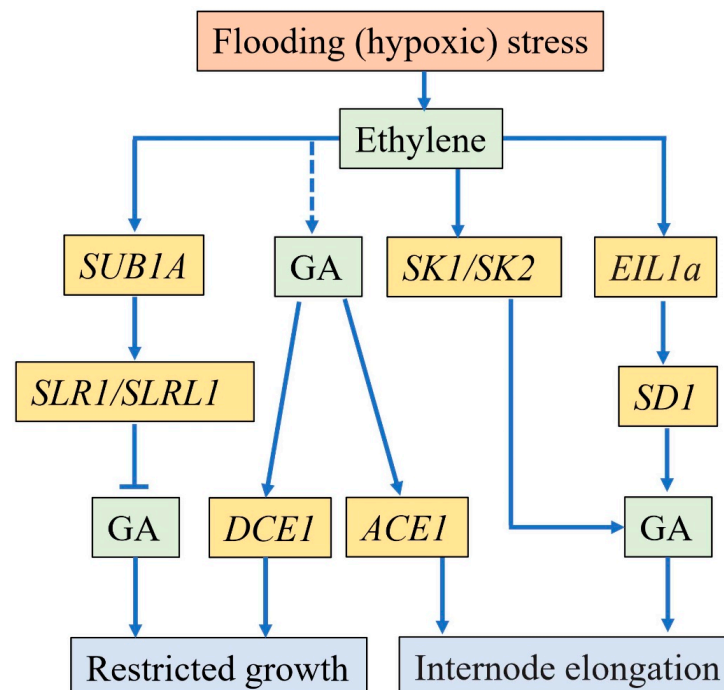 Flooding (hypoxic) stress
Ethylene
SUB1A
GA
SK1/SK2
EIL1a
SLR1/SLRL1
SD1
GA
DCE1
ACE1
GA
Restricted growth
Internode elongation